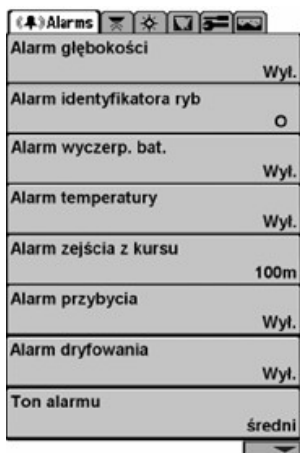 Alarms
Alarm głębokości
Wył.
Alarm identyfikatora ryb
O
Alarm wyczerp. bat.
Wył.
Alarm temperatury
Wył.
Alarm zejścia z kursu
100m
Alarm przybycia
Wył.
Alarm dryfowania
Wył.
Ton alarmu
średni